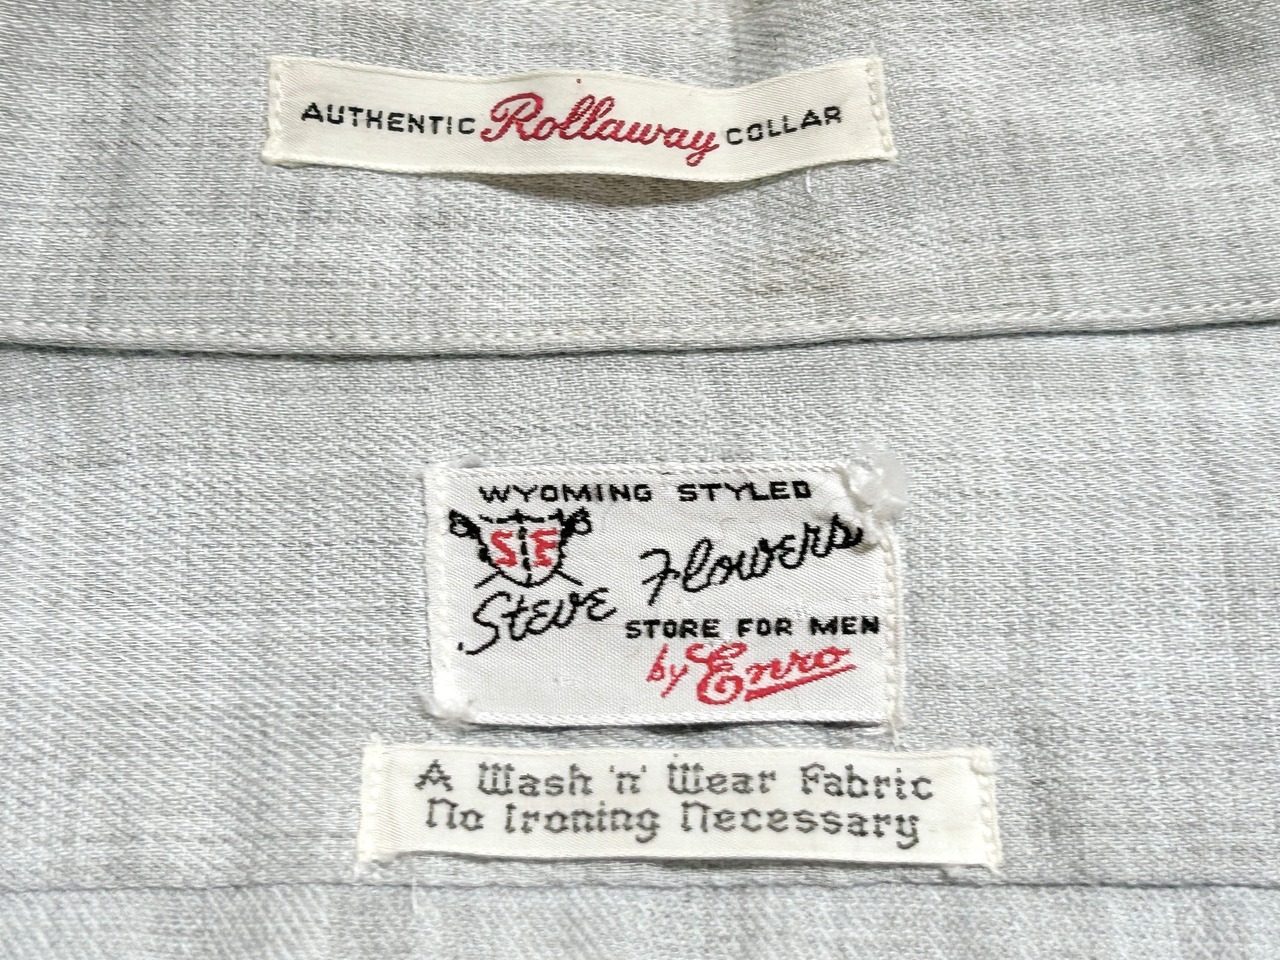 AUTHENTIC Rollaway COLLAR
WYOMING STYLED
SF
Steve Flowers
STORE FOR MEN
by Enro
A Wash 'n' Wear Fabric
No Ironing Necessary